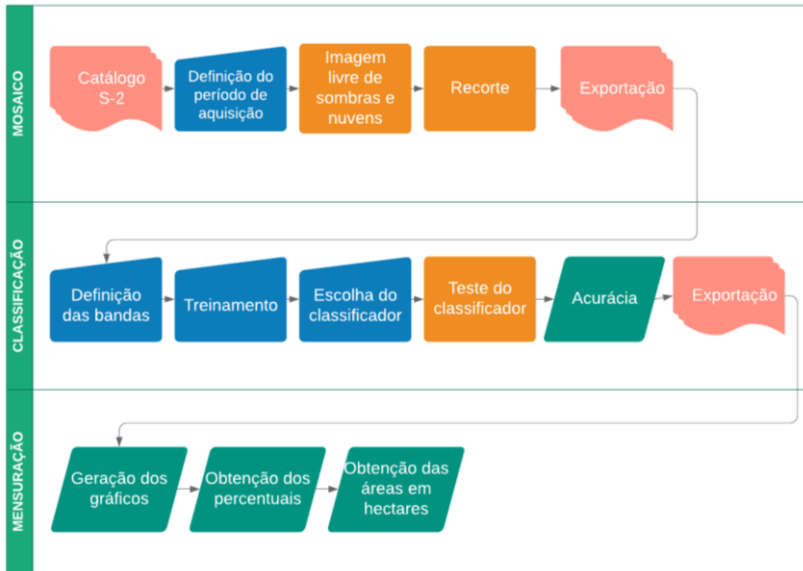 MOSAICO
Catálogo
S-2
Definição do
período de
aquisição
Imagem
livre de
sombras e
nuvens
Recorte
Exportação
CLASSIFICAÇÃO
Definição
das bandas
Treinamento
Escolha do
classificador
Teste do
classificador
Acurácia
Exportação
MENSURAÇÃO
Geração dos
gráficos
Obtenção dos
percentuais
Obtenção das
áreas em
hectares